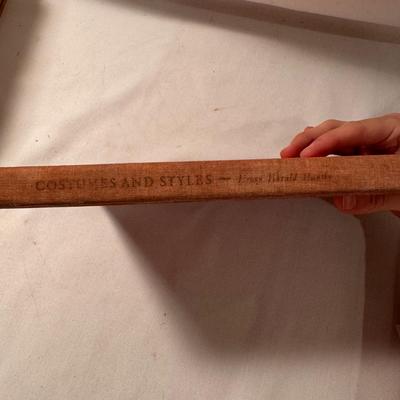 COSTUMES AND STYLES — Henny Harald Hansen